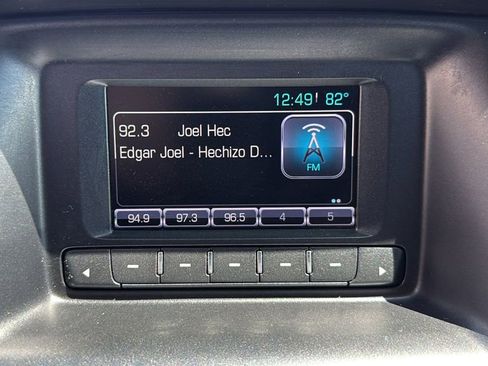 12:49 82°
92.3 Joel Hec
Edgar Joel - Hechizo D...
FM
94.9 97.3 96.5 4 5